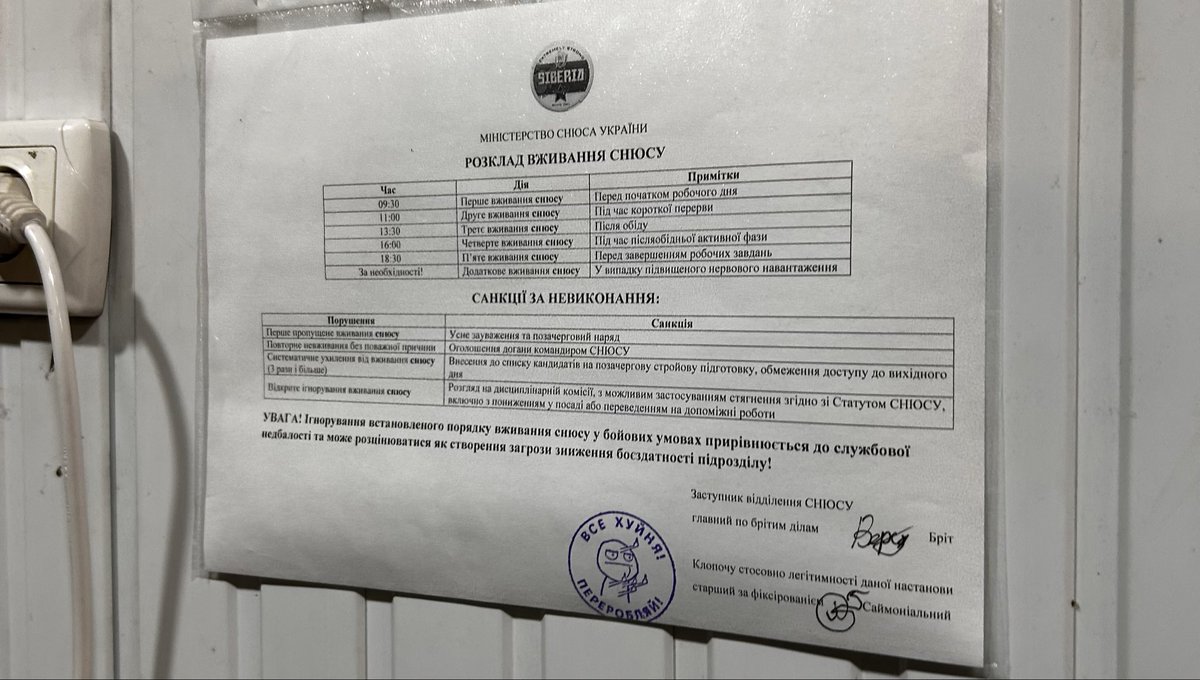 EXTREMELY STRONG
SIBERIA
МІНІСТЕРСТВО СНЮСА УКРАЇНИ
РОЗКЛАД ВЖИВАННЯ СНЮСУ
Час Дія Примітки
09:30 Перше вживання снюсу Перед початком робочого дня
11:00 Друге вживання снюсу Під час короткої перерви
13:30 Третє вживання снюсу Після обіду
16:00 Четверте вживання снюсу Під час післяобідньої активної фази
18:30 П'яте вживання снюсу Перед завершенням робочих завдань
За необхідності! Додаткове вживання снюсу У випадку підвищеного нервового навантаження
САНКЦІЇ ЗА НЕВИКОНАННЯ:
Порушення Санкція
Перше пропущене вживання снюсу Усне зауваження та позачерговий наряд
Повторне невживання без поважної причини Оголошення догани командиром СНЮСУ
Систематичне ухилення від вживання снюсу
(3 рази і більше)
Внесення до списку кандидатів на позачергову стройову підготовку, обмеження доступу до вихідного
дня
Відкрите ігнорування вживання снюсу
Розгляд на дисциплінарній комісії, з можливим застосуванням стягнення згідно зі Статутом СНЮСУ,
включно з пониженням у посаді або переведенням на допоміжні роботи
УВАГА! Ігнорування встановленого порядку вживання снюсу у бойових умовах прирівнюється до службової
недбалості та може розцінюватися як створення загрози зниження боєздатності підрозділу!
Заступник відділення СНЮСУ
главний по брітим ділам Бріт
Клопочу стосовно легітимності даної настанови
старший за фіксірованієм Саймоніальний
ВСЕ ХУЙНЯ!
ПЕРЕРОБЛЯЙ!